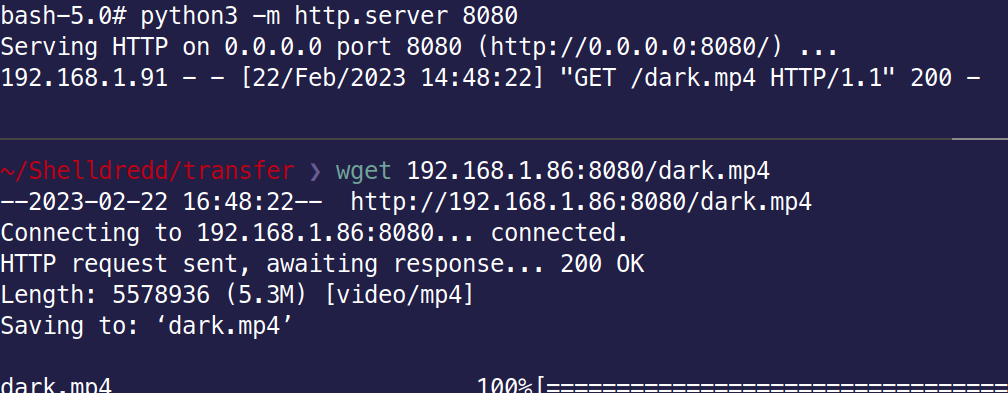 bash-5.0# python3 -m http.server 8080
Serving HTTP on 0.0.0.0 port 8080 (http://0.0.0.0:8080/) ...
192.168.1.91 - - [22/Feb/2023 14:48:22] "GET /dark.mp4 HTTP/1.1" 200 -
~/Shelldredd/transfer ❯ wget 192.168.1.86:8080/dark.mp4
--2023-02-22 16:48:22--  http://192.168.1.86:8080/dark.mp4
Connecting to 192.168.1.86:8080... connected.
HTTP request sent, awaiting response... 200 OK
Length: 5578936 (5.3M) [video/mp4]
Saving to: ‘dark.mp4’
dark.mp4                          100%[=================================